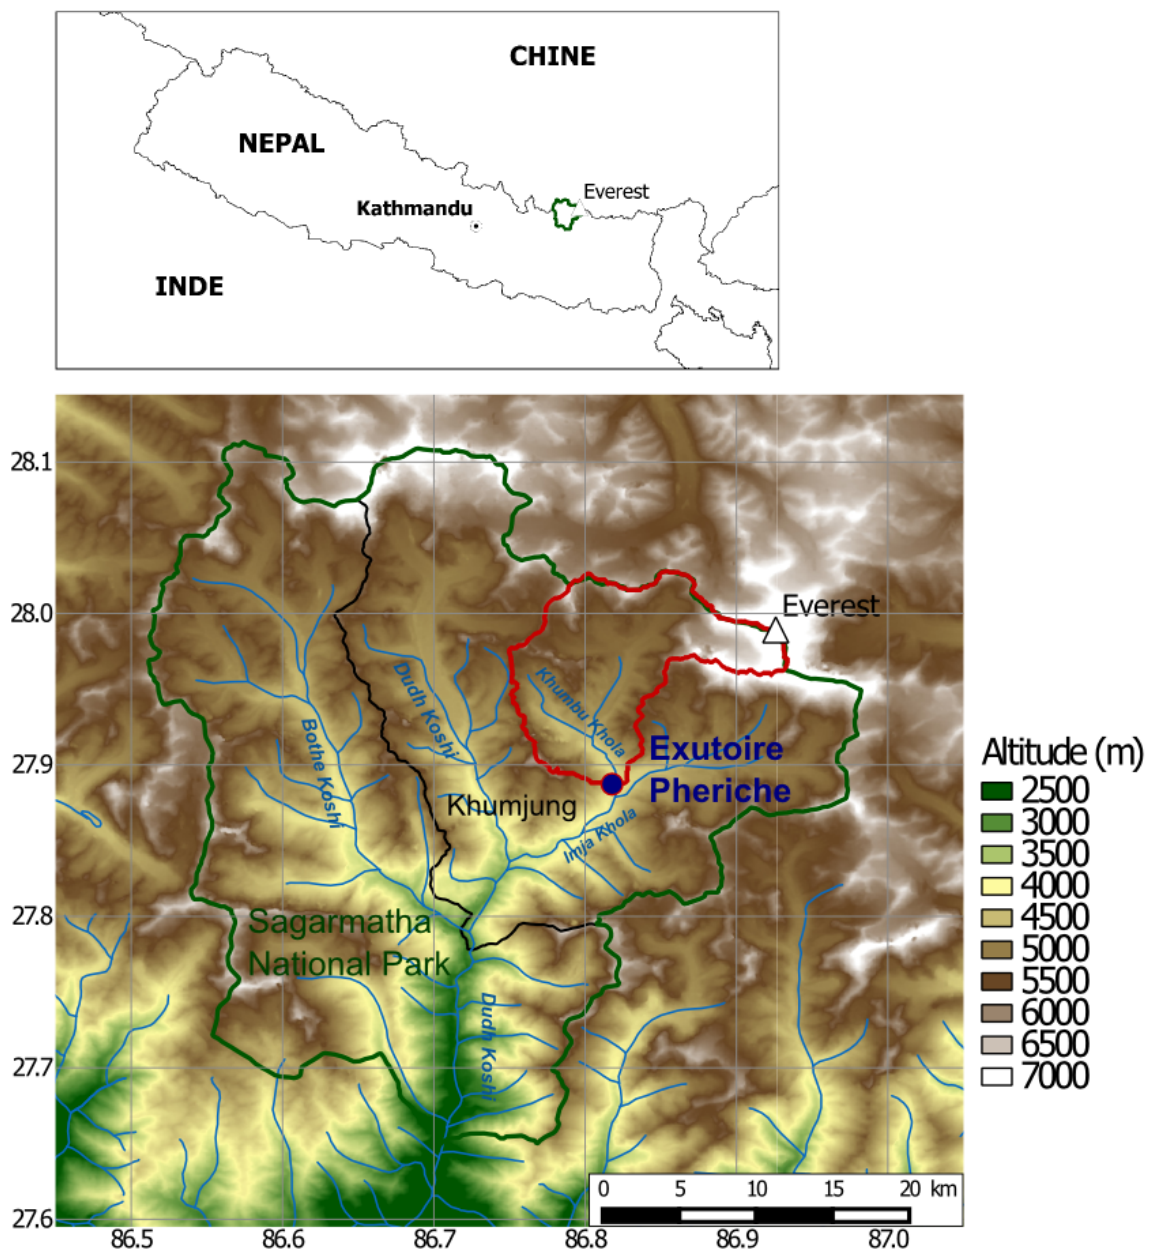 CHINE
NEPAL
Everest
Kathmandu
INDE
28.1
28.0
27.9
27.8
27.7
27.6
Everest
Khumbu Khola
Dudh Koshi
Bothe Koshi
Exutoire
Pheriche
Khumjung
Imja Khola
Sagarmatha
National Park
Dudh Koshi
0 5 10 15 20 km
86.5 86.6 86.7 86.8 86.9 87.0
Altitude (m)
2500
3000
3500
4000
4500
5000
5500
6000
6500
7000